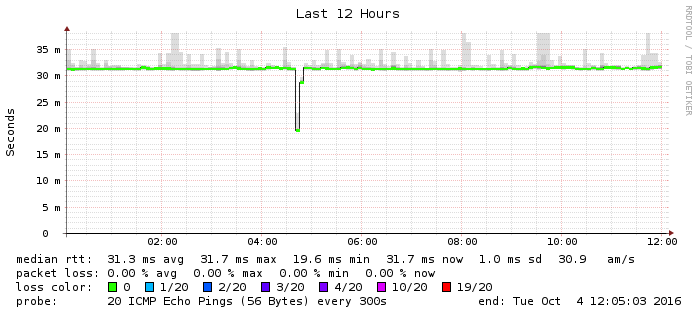 Last 12 Hours
RRDTOOL / TOBI OETIKER
Seconds
35 m
30 m
25 m
20 m
15 m
10 m
5 m
0
02:00 04:00 06:00 08:00 10:00 12:00
median rtt: 31.3 ms avg 31.7 ms max 19.6 ms min 31.7 ms now 1.0 ms sd 30.9 am/s
packet loss: 0.00 % avg 0.00 % max 0.00 % min 0.00 % now
loss color: 0 1/20 2/20 3/20 4/20 10/20 19/20
probe: 20 ICMP Echo Pings (56 Bytes) every 300s end: Tue Oct 4 12:05:03 2016